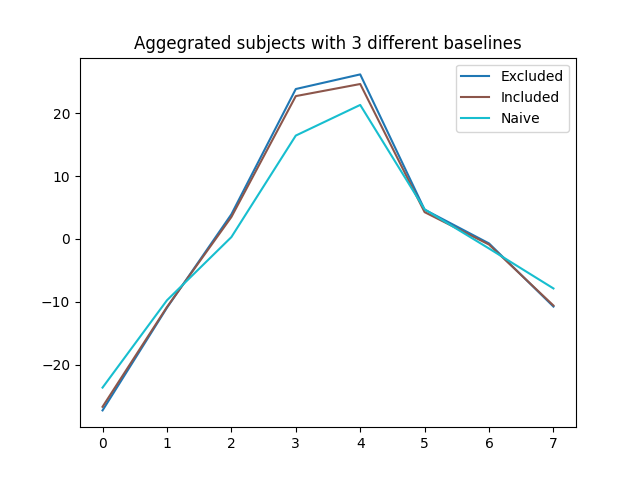 Aggegrated subjects with 3 different baselines
Excluded
Included
Naive
20
10
0
−10
−20
0 1 2 3 4 5 6 7